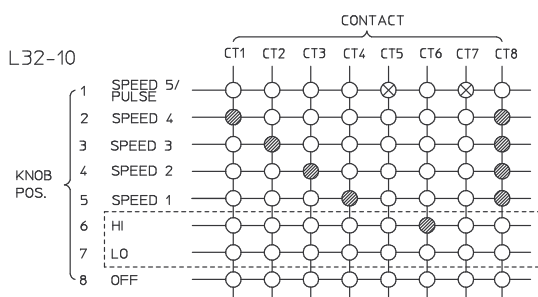 CONTACT
L32-10
CT1 CT2 CT3 CT4 CT5 CT6 CT7 CT8
1 SPEED 5/
PULSE
2 SPEED 4
3 SPEED 3
4 SPEED 2
KNOB
POS.
5 SPEED 1
6 HI
7 LO
8 OFF